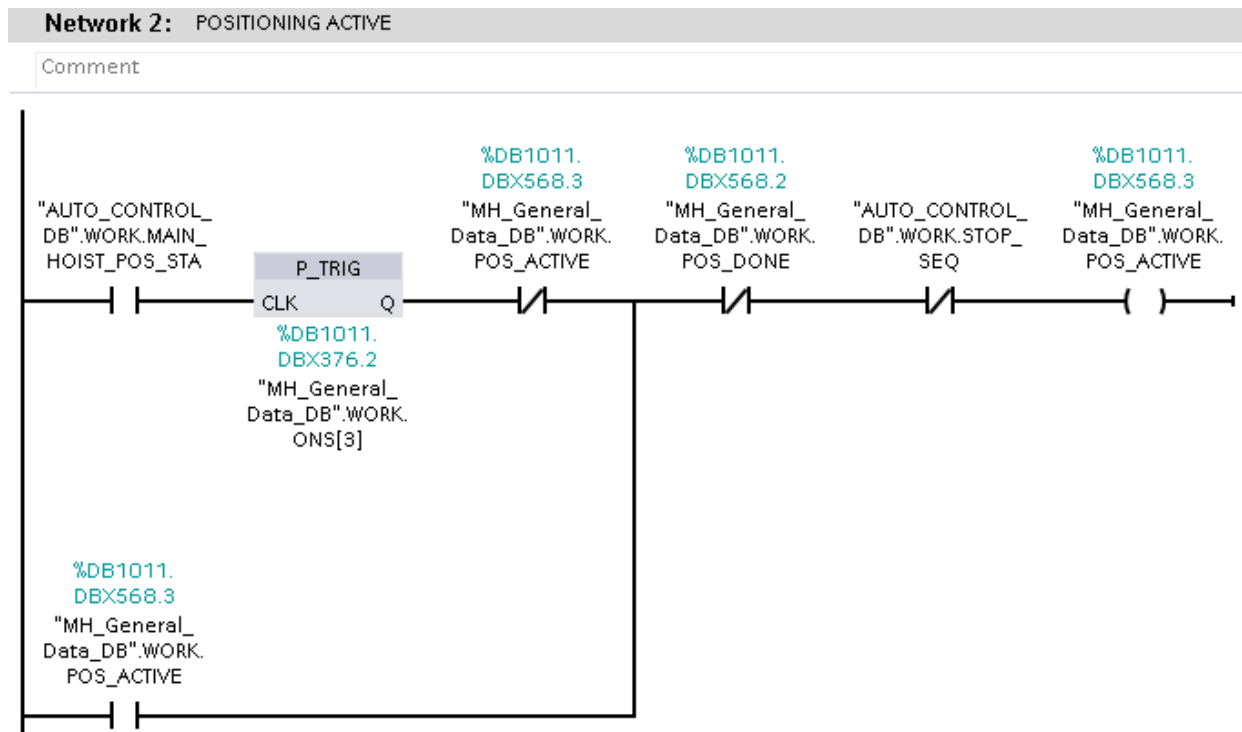 Network 2: POSITIONING ACTIVE
Comment
%DB1011.
DBX568.3
"MH_General_
Data_DB".WORK.
POS_ACTIVE
%DB1011.
DBX568.2
"MH_General_
Data_DB".WORK.
POS_DONE
%DB1011.
DBX568.3
"MH_General_
Data_DB".WORK.
POS_ACTIVE
"AUTO_CONTROL_
DB".WORK.MAIN_
HOIST_POS_STA
"AUTO_CONTROL_
DB".WORK.STOP_
SEQ
P_TRIG
CLK Q
%DB1011.
DBX376.2
"MH_General_
Data_DB".WORK.
ONS[3]
%DB1011.
DBX568.3
"MH_General_
Data_DB".WORK.
POS_ACTIVE